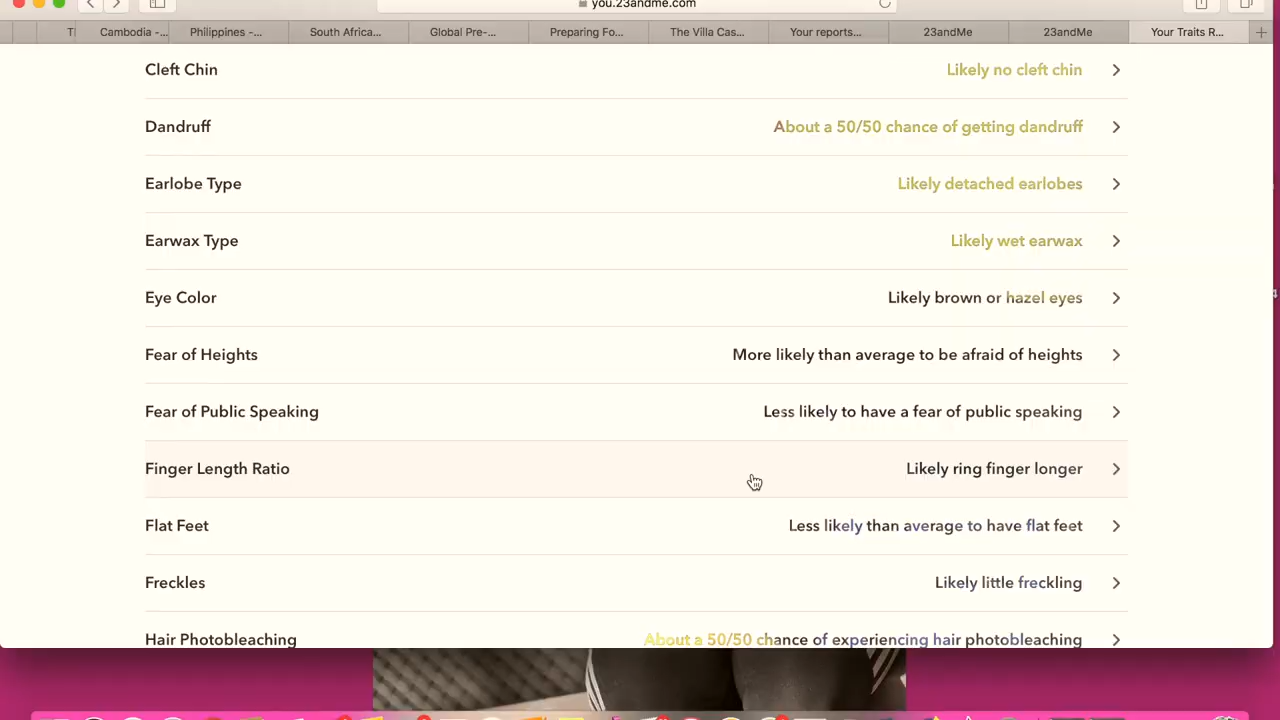 you.23andme.com
Cambodia -...
Philippines -...
South Africa...
Global Pre-...
Preparing Fo...
The Villa Cas...
Your reports...
23andMe
23andMe
Your Traits R...
Cleft Chin Likely no cleft chin
Dandruff About a 50/50 chance of getting dandruff
Earlobe Type Likely detached earlobes
Earwax Type Likely wet earwax
Eye Color Likely brown or hazel eyes
Fear of Heights More likely than average to be afraid of heights
Fear of Public Speaking Less likely to have a fear of public speaking
Finger Length Ratio Likely ring finger longer
Flat Feet Less likely than average to have flat feet
Freckles Likely little freckling
Hair Photobleaching About a 50/50 chance of experiencing hair photobleaching